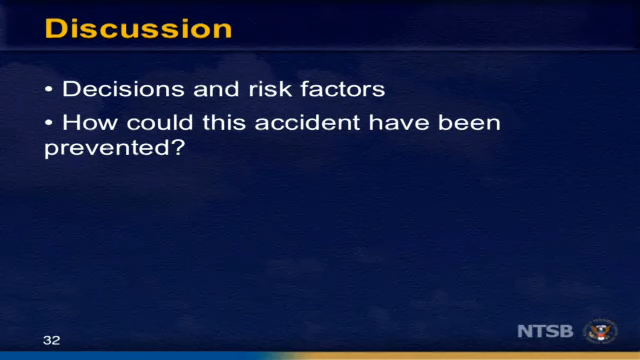 Discussion
• Decisions and risk factors
• How could this accident have been
prevented?
32
NTSB